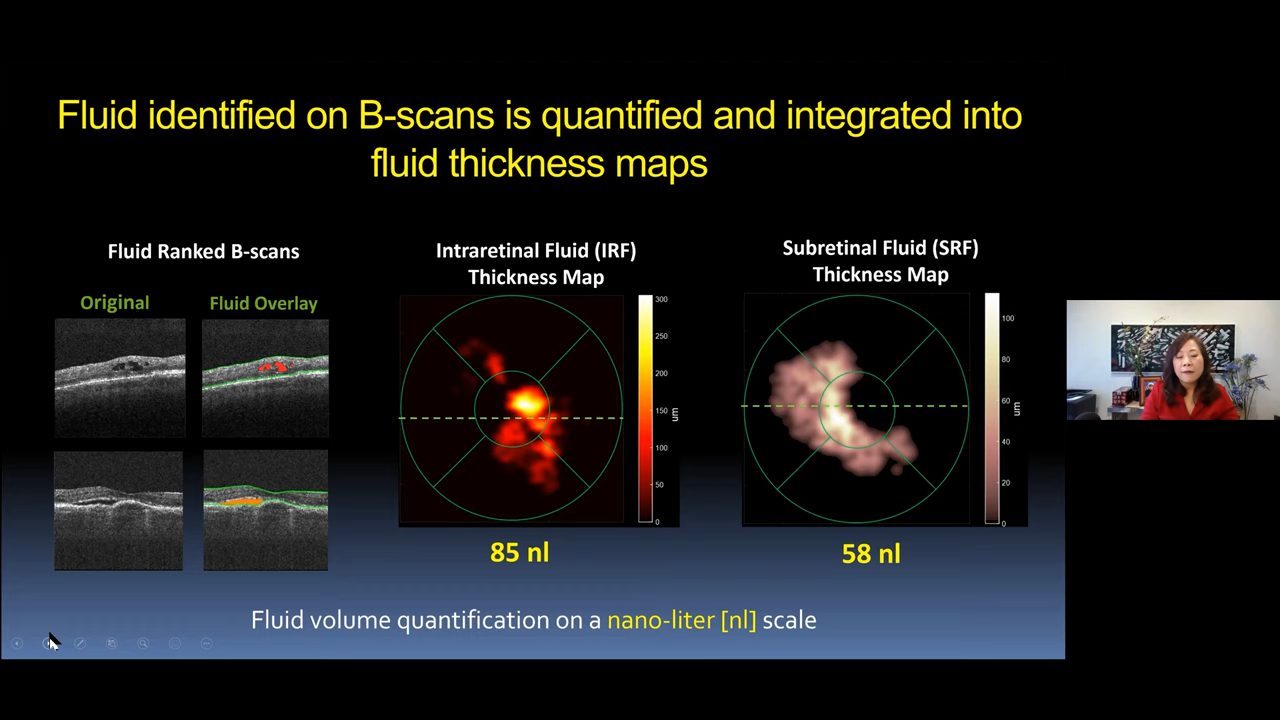 Fluid identified on B-scans is quantified and integrated into
fluid thickness maps
Fluid Ranked B-scans
Original
Fluid Overlay
Intraretinal Fluid (IRF)
Thickness Map
300
250
200
150
100
50
0
um
85 nl
Subretinal Fluid (SRF)
Thickness Map
100
80
60
40
20
0
um
58 nl
Fluid volume quantification on a nano-liter [nl] scale